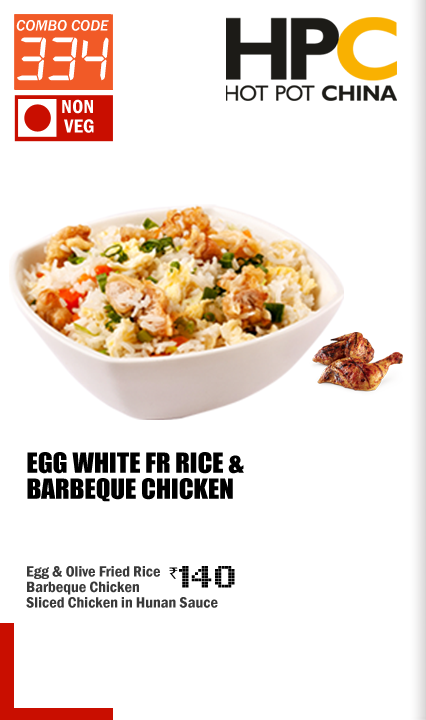 COMBO CODE
334
NON
VEG
HPC
HOT POT CHINA
EGG WHITE FR RICE &
BARBEQUE CHICKEN
Egg & Olive Fried Rice ₹140
Barbeque Chicken
Sliced Chicken in Hunan Sauce